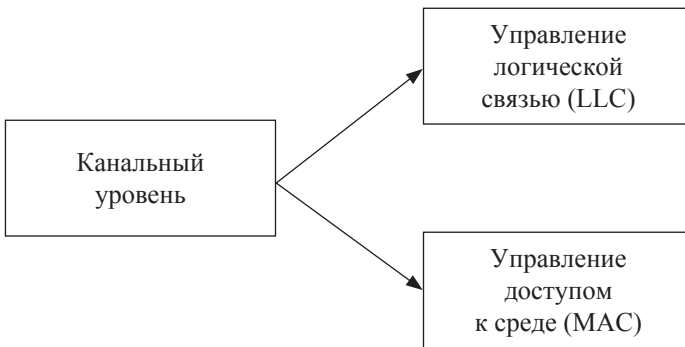 Управление
логической
связью (LLC)
Канальный
уровень
Управление
доступом
к среде (MAC)